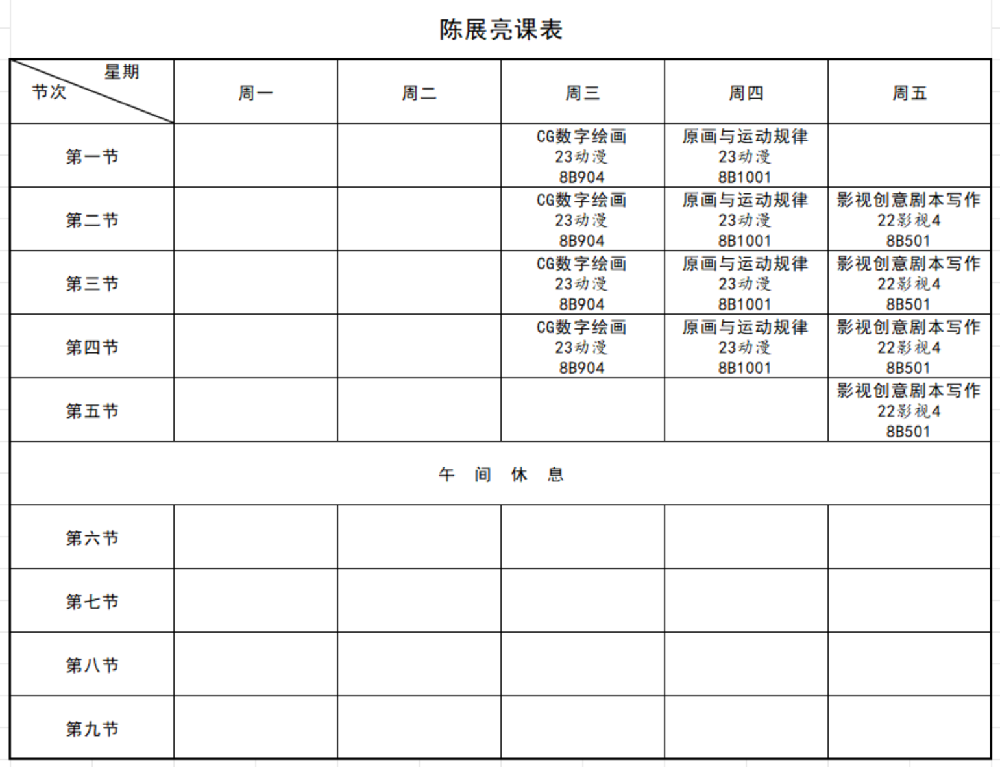 陈展亮课表
星期
节次
周一
周二
周三
周四
周五
第一节
CG数字绘画
23动漫
8B904
原画与运动规律
23动漫
8B1001
第二节
CG数字绘画
23动漫
8B904
原画与运动规律
23动漫
8B1001
影视创意剧本写作
22影视4
8B501
第三节
CG数字绘画
23动漫
8B904
原画与运动规律
23动漫
8B1001
影视创意剧本写作
22影视4
8B501
第四节
CG数字绘画
23动漫
8B904
原画与运动规律
23动漫
8B1001
影视创意剧本写作
22影视4
8B501
第五节
影视创意剧本写作
22影视4
8B501
午 间 休 息
第六节
第七节
第八节
第九节